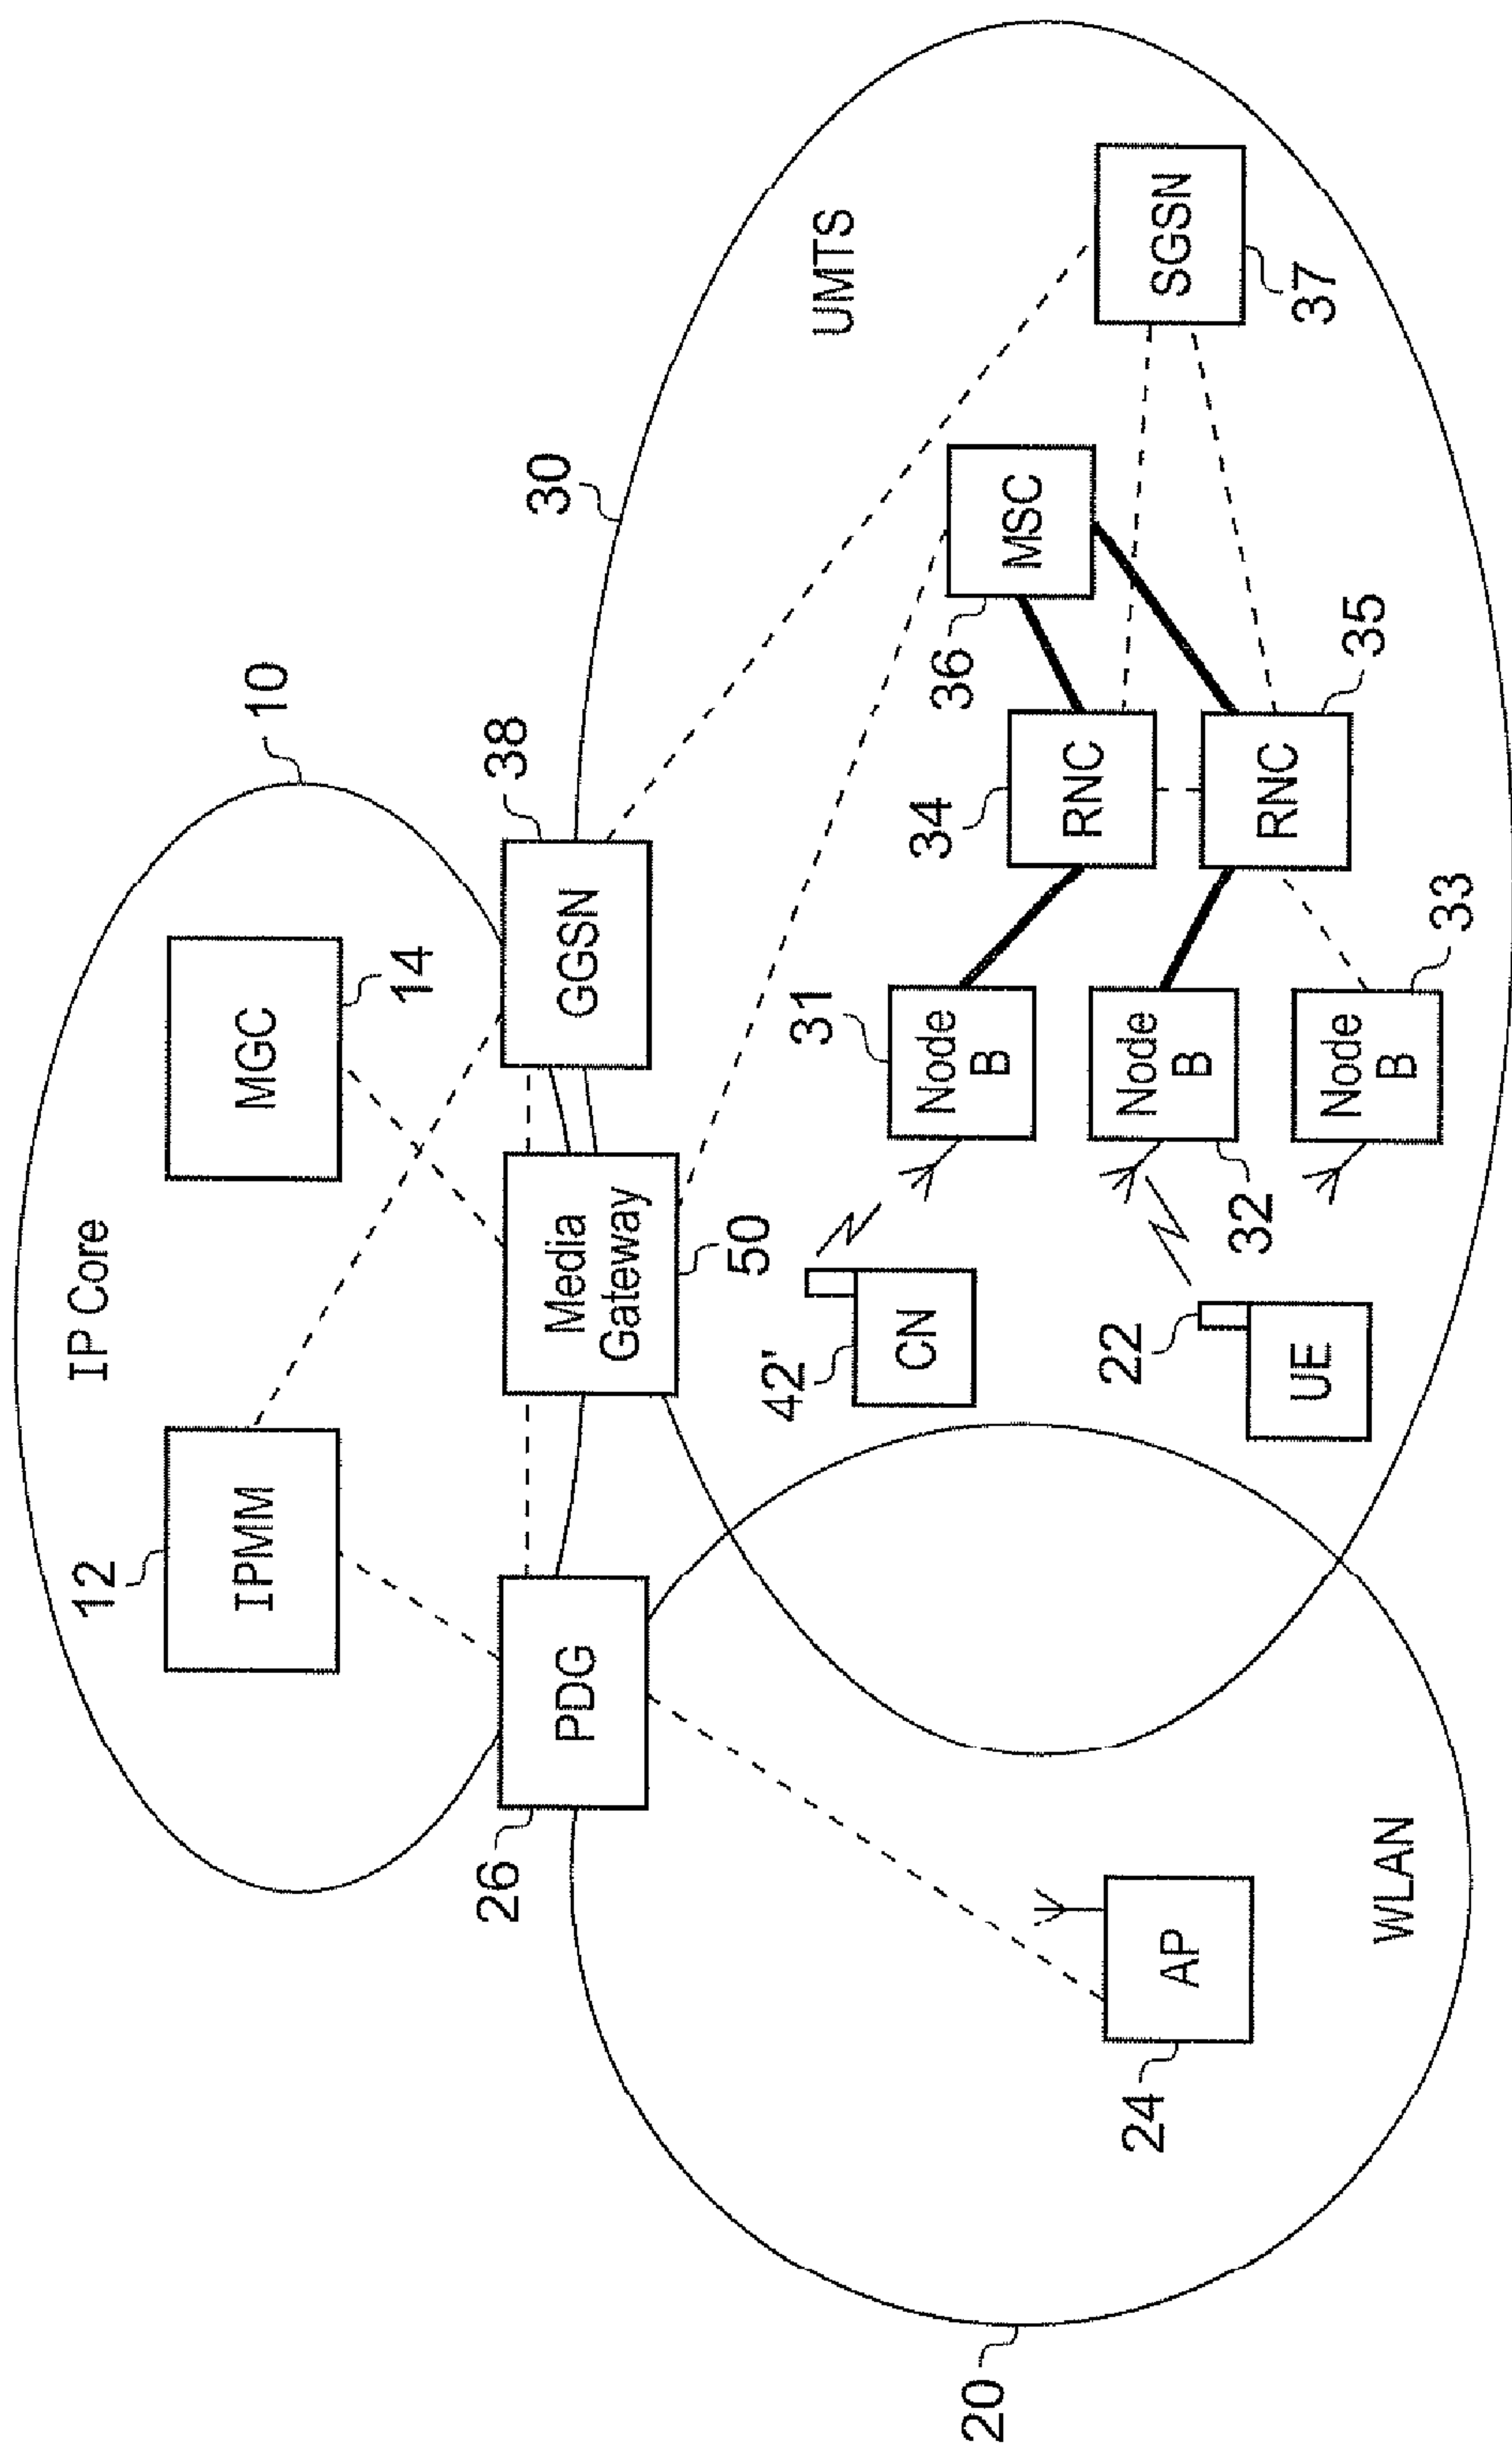 10
IP Core
12
IPMM
MGC
14
26
PDG
Media
Gateway
50
GGSN
38
30
UMTS
42'
CN
22
UE
31
Node
B
32
Node
B
33
Node
B
34
RNC
35
RNC
36
MSC
SGSN
37
24
AP
WLAN
20